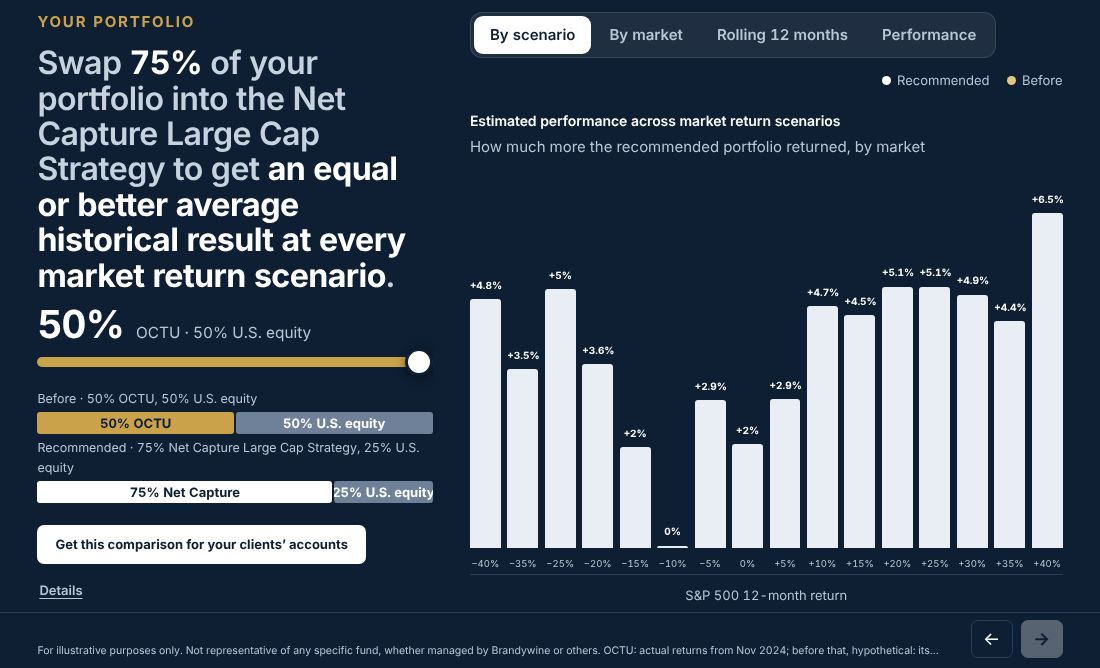 YOUR PORTFOLIO
Swap 75% of your
portfolio into the Net
Capture Large Cap
Strategy to get an equal
or better average
historical result at every
market return scenario.
50% OCTU · 50% U.S. equity
Before · 50% OCTU, 50% U.S. equity
50% OCTU 50% U.S. equity
Recommended · 75% Net Capture Large Cap Strategy, 25% U.S.
equity
75% Net Capture 25% U.S. equity
Get this comparison for your clients’ accounts
Details
By scenario By market Rolling 12 months Performance
Recommended Before
Estimated performance across market return scenarios
How much more the recommended portfolio returned, by market
+4.8% +3.5% +5% +3.6% +2% 0% +2.9% +2% +2.9% +4.7% +4.5% +5.1% +5.1% +4.9% +4.4% +6.5%
−40% −35% −25% −20% −15% −10% −5% 0% +5% +10% +15% +20% +25% +30% +35% +40%
S&P 500 12-month return
For illustrative purposes only. Not representative of any specific fund, whether managed by Brandywine or others. OCTU: actual returns from Nov 2024; before that, hypothetical: its...
← →